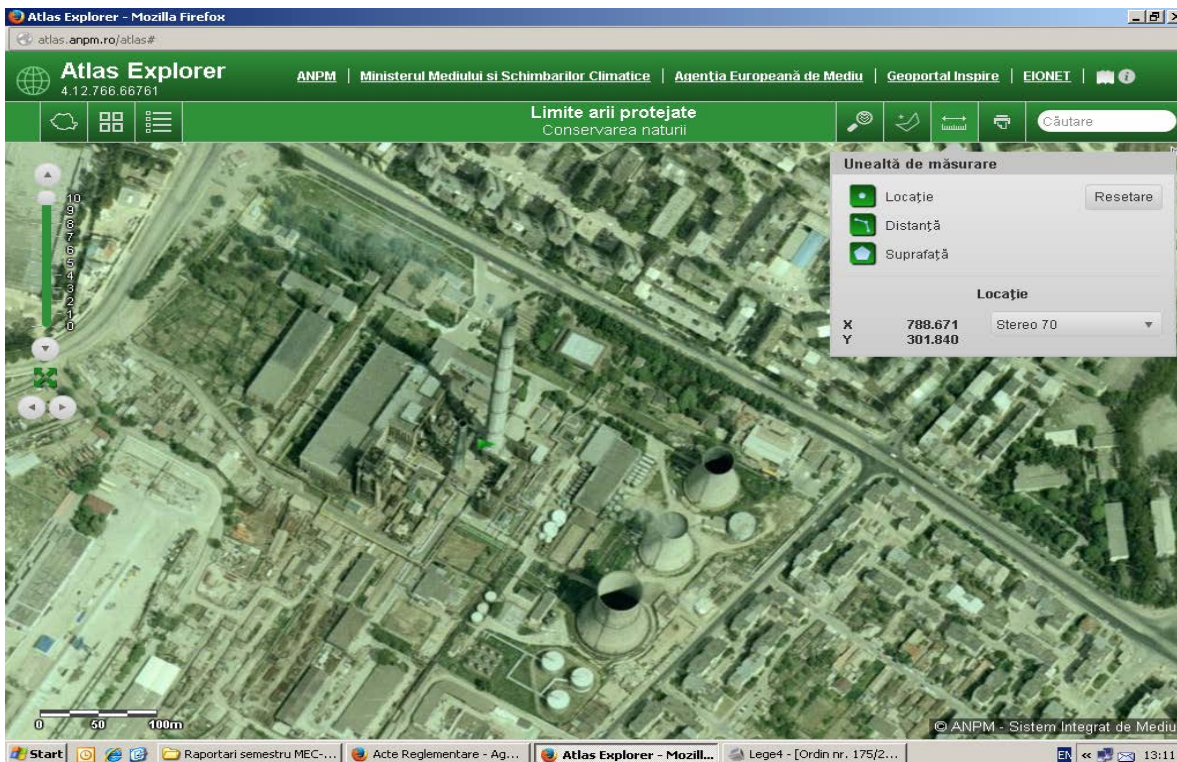 Atlas Explorer - Mozilla Firefox
atlas.anpm.ro/atlas#
Atlas Explorer
4.12.766.66761
ANPM | Ministerul Mediului si Schimbarilor Climatice | Agentia Europeană de Mediu | Geoportal Inspire | EIONET |
Limite arii protejate
Conservarea naturii
Căutare
Unealtă de măsurare
Locație
Resetare
Distanță
Suprafață
Locație
X 788.671 Stereo 70
Y 301.840
10
9
8
7
6
5
4
3
2
1
0
0 50 100m
© ANPM - Sistem Integrat de Mediu
Start
Raportari semestru MEC-...
Acte Reglementare - Ag...
Atlas Explorer - Mozill...
Lege4 - [Ordin nr. 175/2...
EN
13:11